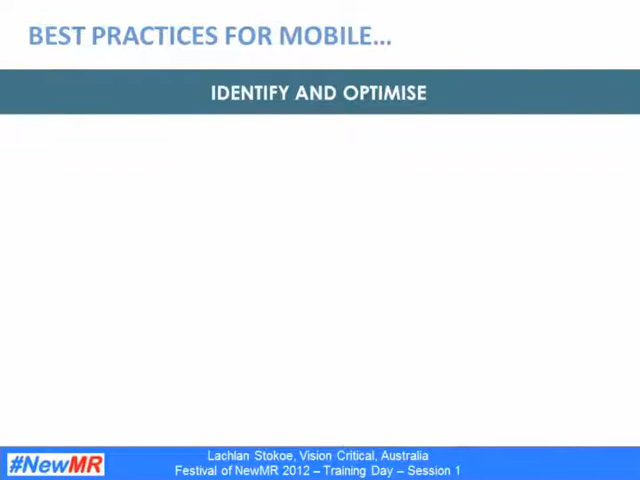 BEST PRACTICES FOR MOBILE…
IDENTIFY AND OPTIMISE
#NewMR
Lachlan Stokoe, Vision Critical, Australia
Festival of NewMR 2012 – Training Day – Session 1